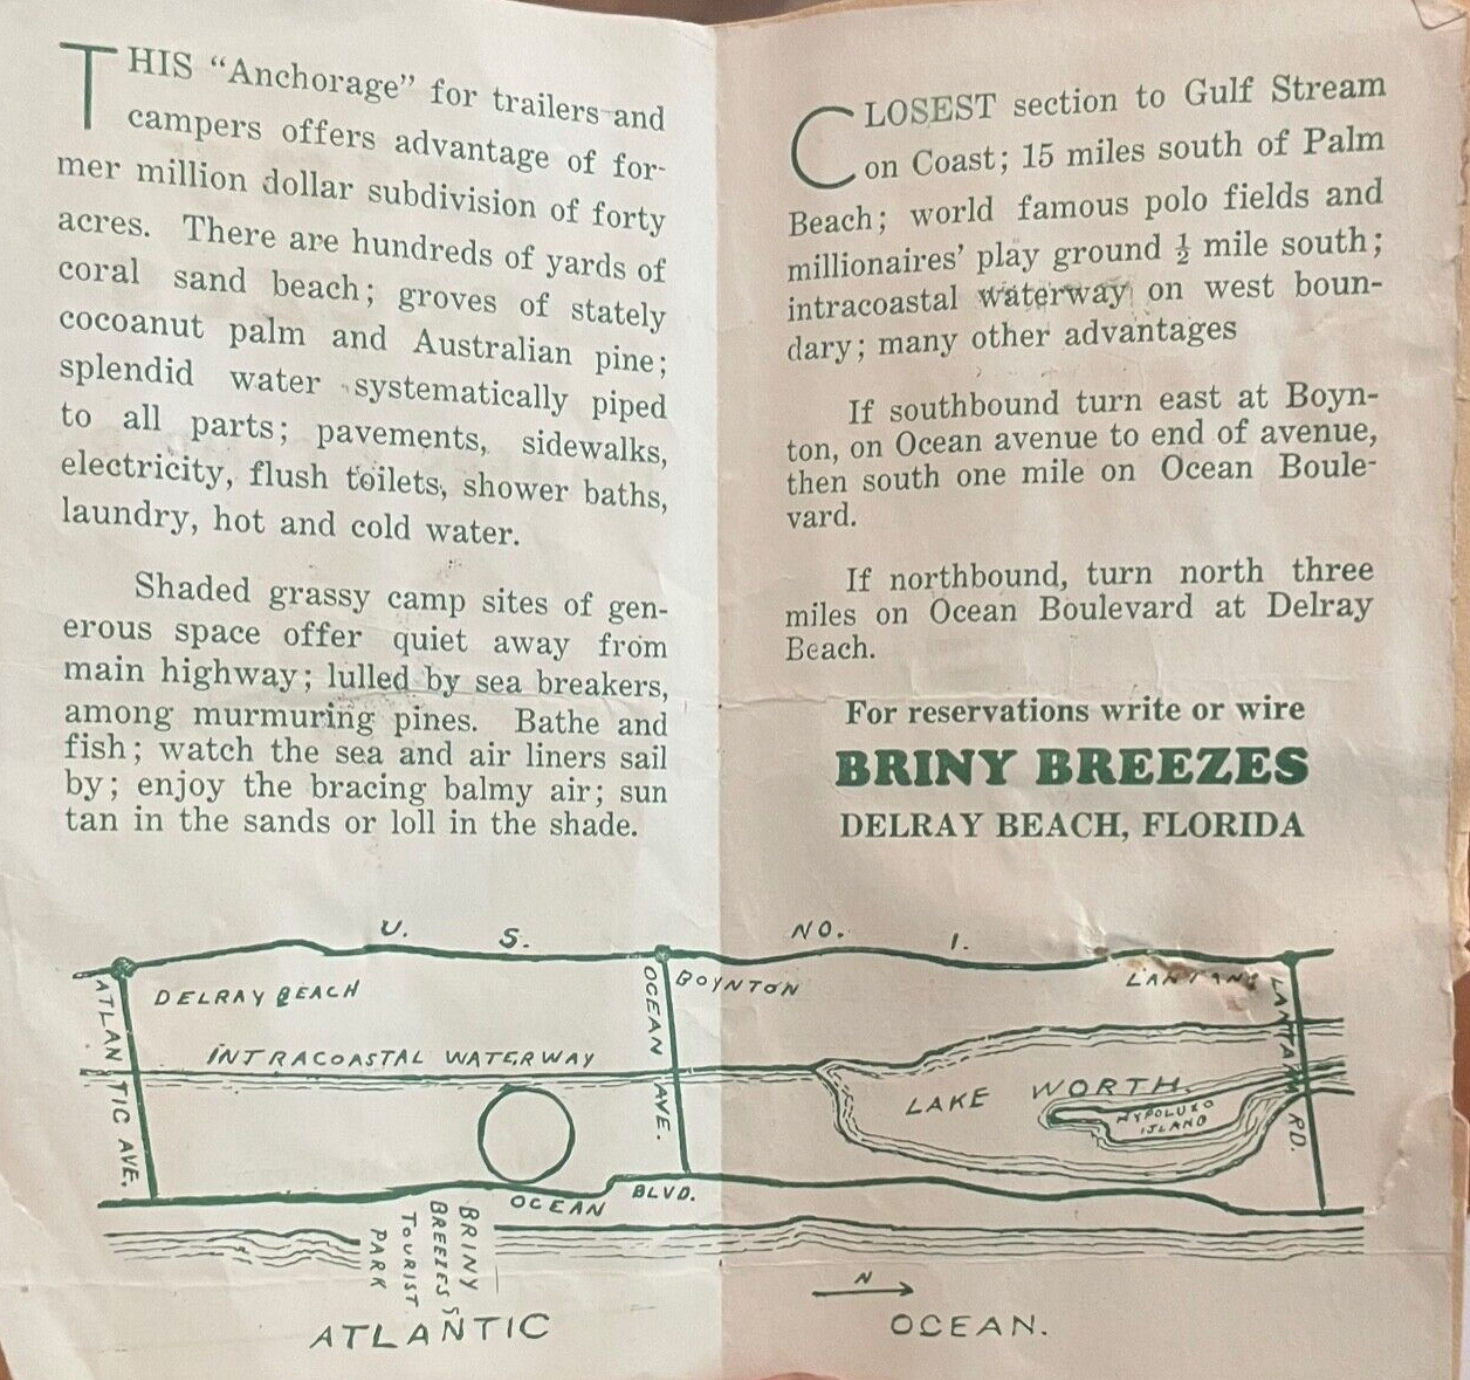 THIS “Anchorage” for trailers and
campers offers advantage of for-
mer million dollar subdivision of forty
acres. There are hundreds of yards of
coral sand beach; groves of stately
cocoanut palm and Australian pine;
splendid water systematically piped
to all parts; pavements, sidewalks,
electricity, flush toilets, shower baths,
laundry, hot and cold water.
Shaded grassy camp sites of gen-
erous space offer quiet away from
main highway; lulled by sea breakers,
among murmuring pines. Bathe and
fish; watch the sea and air liners sail
by; enjoy the bracing balmy air; sun
tan in the sands or loll in the shade.
CLOSEST section to Gulf Stream
on Coast; 15 miles south of Palm
Beach; world famous polo fields and
millionaires’ play ground ½ mile south;
intracoastal waterway on west boun-
dary; many other advantages
If southbound turn east at Boyn-
ton, on Ocean avenue to end of avenue,
then south one mile on Ocean Boule-
vard.
If northbound, turn north three
miles on Ocean Boulevard at Delray
Beach.
For reservations write or wire
BRINY BREEZES
DELRAY BEACH, FLORIDA
U. S. NO. 1.
ATLANTIC AVE.
DELRAY BEACH
OCEAN AVE.
BOYNTON
LANTANA
LANTANA RD.
INTRACOASTAL WATERWAY
LAKE WORTH
HYPOLUXO
ISLAND
OCEAN BLVD.
BRINY
BREEZES
TOURIST
PARK
N
ATLANTIC OCEAN.